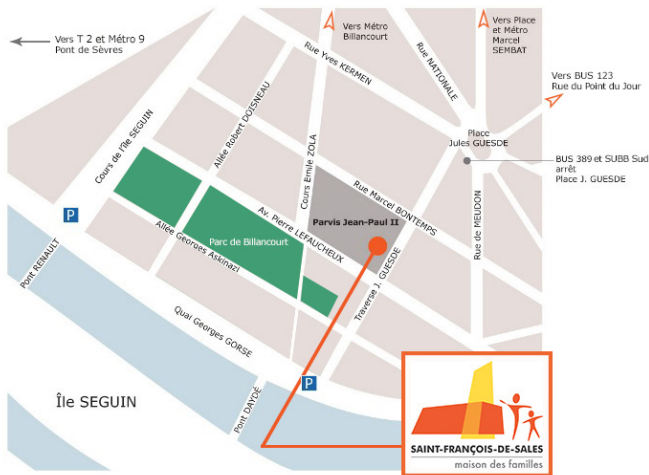 Vers T 2 et Métro 9
Pont de Sèvres
Vers Métro
Billancourt
Vers Place
et Métro
Marcel
SEMBAT
Rue Yves KERMEN
Rue NATIONALE
Vers BUS 123
Rue du Point du Jour
Cours de l'île SEGUIN
Allée Robert DOISNEAU
Cours Emile ZOLA
Place
Jules GUESDE
BUS 389 et SUBB Sud
arrêt
Place J. GUESDE
Rue Marcel BONTEMPS
Parvis Jean-Paul II
Av. Pierre LEFAUCHEUX
Rue de MEUDON
P
Parc de Billancourt
Allée Georges Askinazi
Traverse J. GUESDE
Pont RENAULT
Quai Georges GORSE
P
Île SEGUIN
Pont DAYDÉ
SAINT-FRANÇOIS-DE-SALES
maison des familles